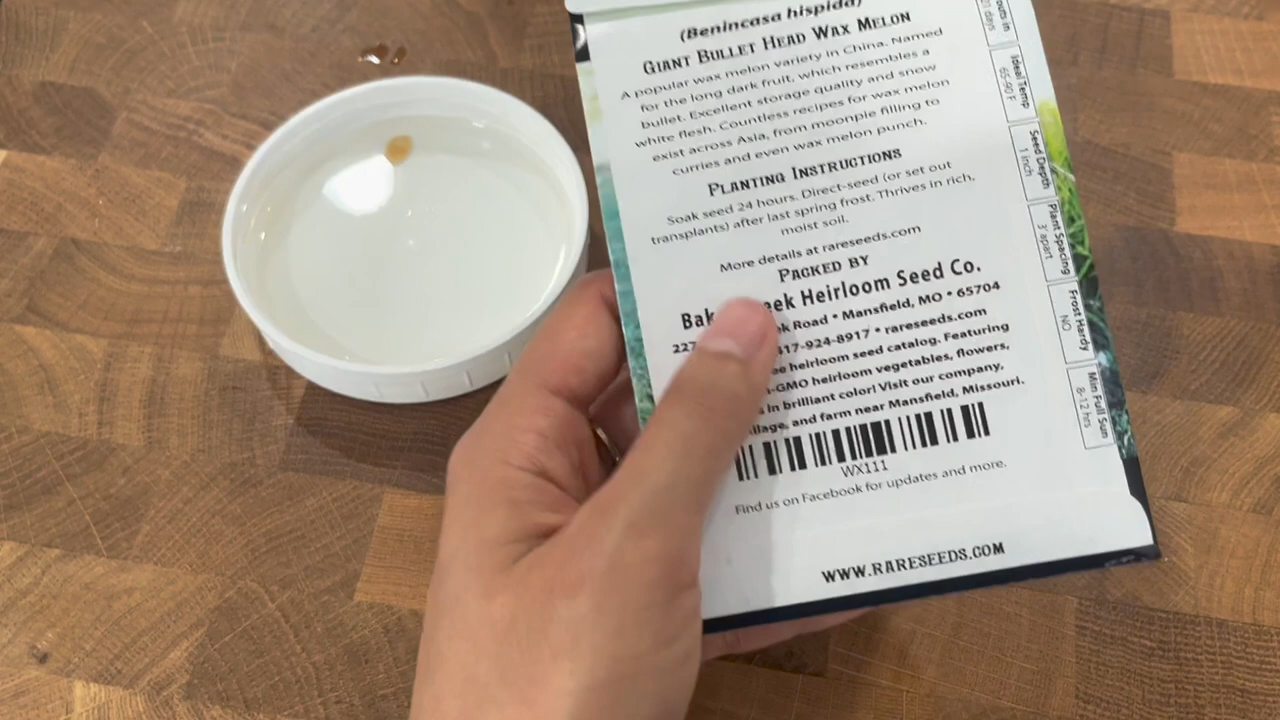 (Benincasa hispida)
Giant Bullet Head Wax Melon
A popular wax melon variety in China. Named
for the long dark fruit, which resembles a
bullet. Excellent storage quality and snow
white flesh. Countless recipes for wax melon
exist across Asia, from moonpie filling to
curries and even wax melon punch.
Planting Instructions
Soak seed 24 hours. Direct-seed (or set out
transplants) after last spring frost. Thrives in rich,
moist soil.
More details at rareseeds.com
Packed by
Heirloom Seed Co.
Road • Mansfield, MO • 65704
17-924-8917 • rareseeds.com
heirloom seed catalog. Featuring
-GMO heirloom vegetables, flowers,
in brilliant color! Visit our company,
and farm near Mansfield, Missouri.
WX111
Find us on Facebook for updates and more.
www.rareseeds.com
in
days
Ideal Temp
Seed Depth
1 inch
Plant Spacing
3' apart
Frost Hardy
NO
Min Full Sun
8-12 hrs